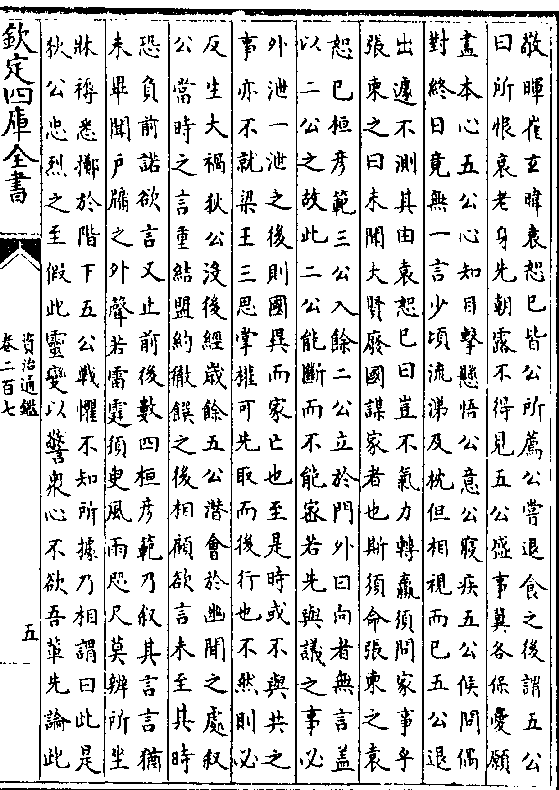 敬暉崔玄暐袁恕已皆公所薦公嘗退食之後謂五公
曰所恨衰老身先朝露不得見五公盛事冀各保愛願
盡本心五公心知目擊懸悟公意公寢疾五公候問偶
對終日竟無一言少頃流涕及枕但相視而已五公退
出遽不測其由袁恕已曰豈不氣力轉羸須問家事乎
張柬之曰未聞大賢廢國謀家者也斯須命張柬之袁
恕已桓彦範三公入餘二公立於門外曰向者無言盖
以二公之故此二公能斷而不能宻若先與議之事必
外泄一泄之後則國異而家亡也至是時或不與共之
事亦不就梁王三思掌權可先取而後行也不然則必
反生大禍狄公沒後經歲餘五公潜會於幽閒之處叙
公當時之言重結盟約徹饌之後相顧欲言未至其時
恐負前諾欲言又止前後數四桓彦範乃叙其言言猶
未畢聞戸牖之外聲若雷霆須臾風雨咫尺莫辨所坐
牀褥悉擲於階下五公戰懼不知所據乃相謂曰此是
狄公忠烈之至假此靈變以警衆心不欲吾軰先論此
欽定四庫全書
資治通鑑
卷二百七
五